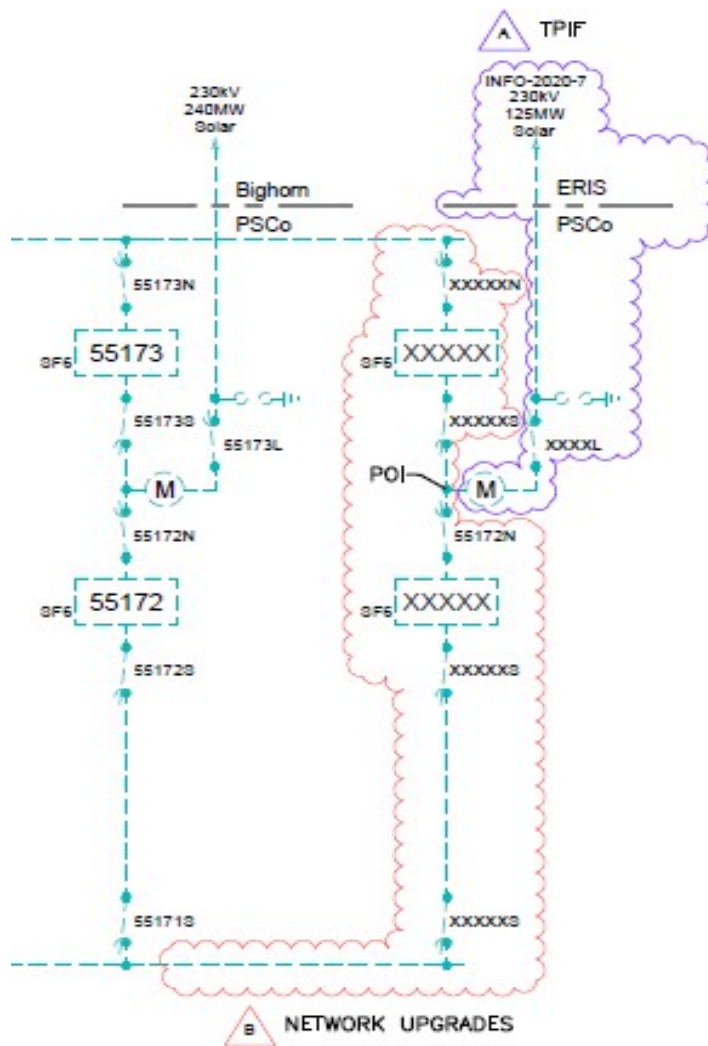 A TPIF
230kV
240MW
Solar
INFO-2020-7
230kV
125MW
Solar
Bighorn
PSCo
ERIS
PSCo
55173N
XXXXXN
SF6 55173
SF6 XXXXX
55173S
XXXXXS
55173L
XXXXL
M
POI
M
55172N
55172N
SF6 55172
SF6 XXXXX
55172S
XXXXXS
55171S
XXXXXS
B NETWORK UPGRADES